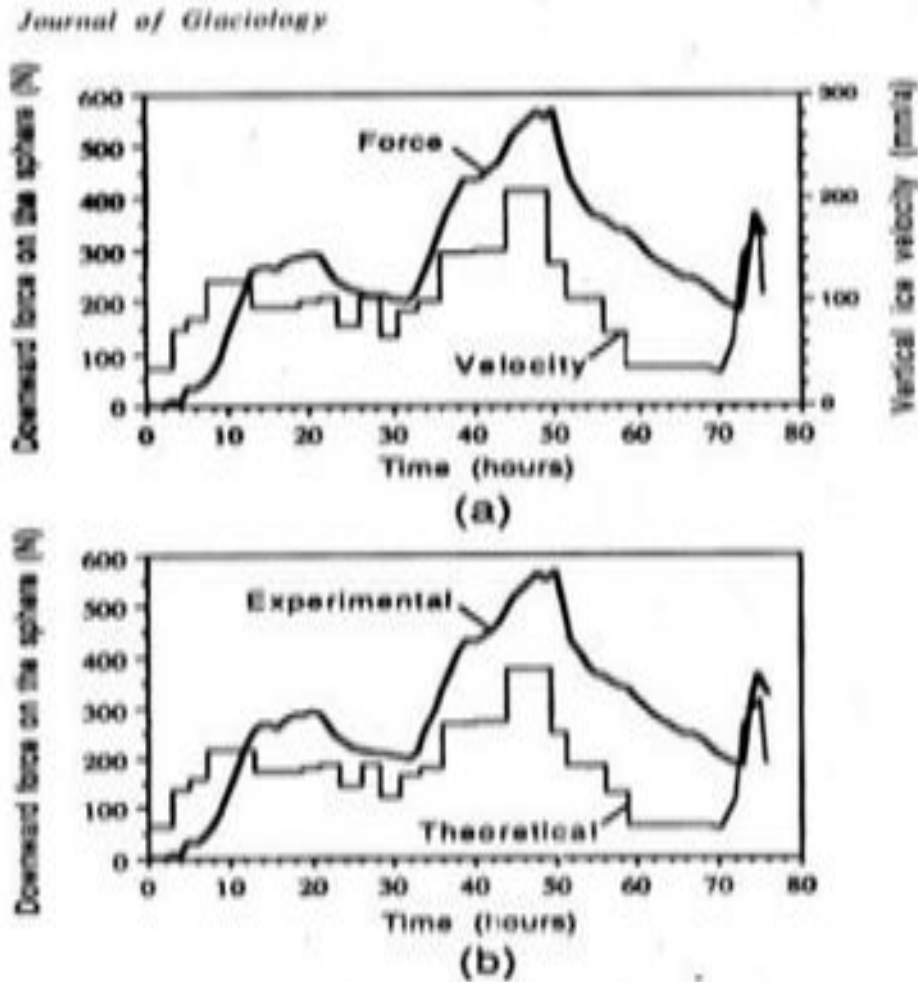 Journal of Glaciology
Downward force on the sphere (N)
600
500
400
300
200
100
0
Force
Velocity
300
200
100
0
Vertical ice velocity (mm/s)
0 10 20 30 40 50 60 70 80
Time (hours)
(a)
Downward force on the sphere (N)
600
500
400
300
200
100
0
Experimental
Theoretical
0 10 20 30 40 50 60 70 80
Time (hours)
(b)